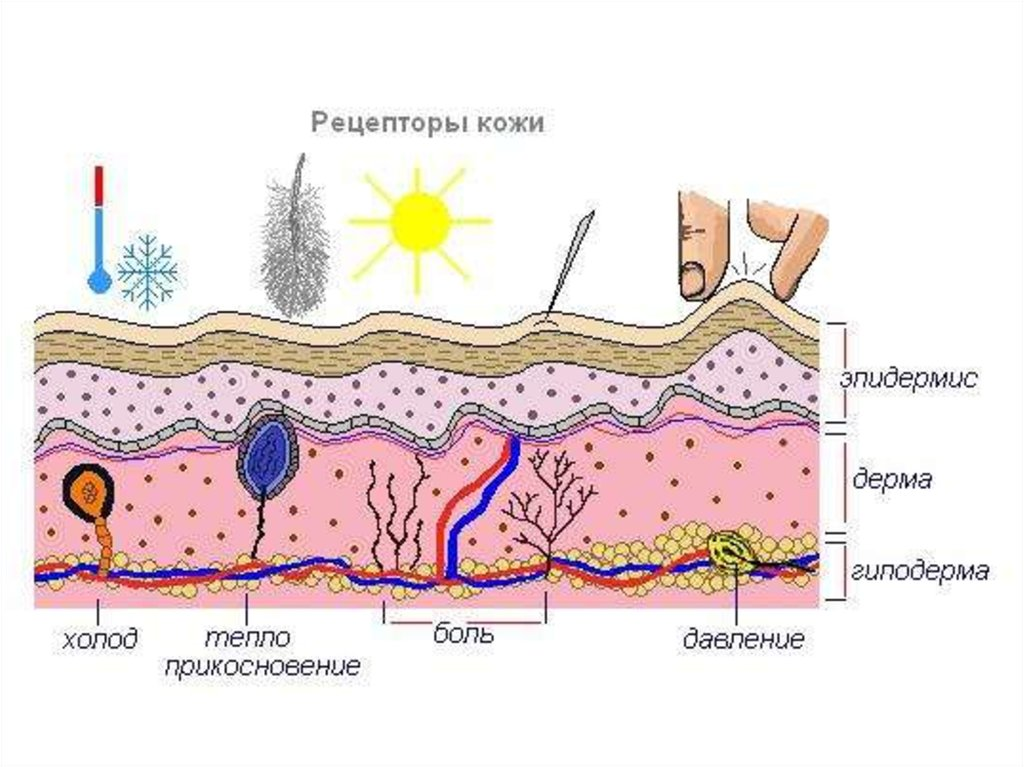 Рецепторы кожи
эпидермис
дерма
гиподерма
холод
тепло
прикосновение
боль
давление